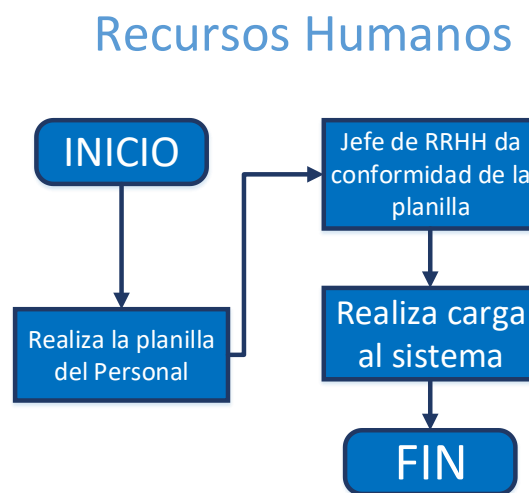 Recursos Humanos
INICIO
Realiza la planilla
del Personal
Jefe de RRHH da
conformidad de la
planilla
Realiza carga
al sistema
FIN